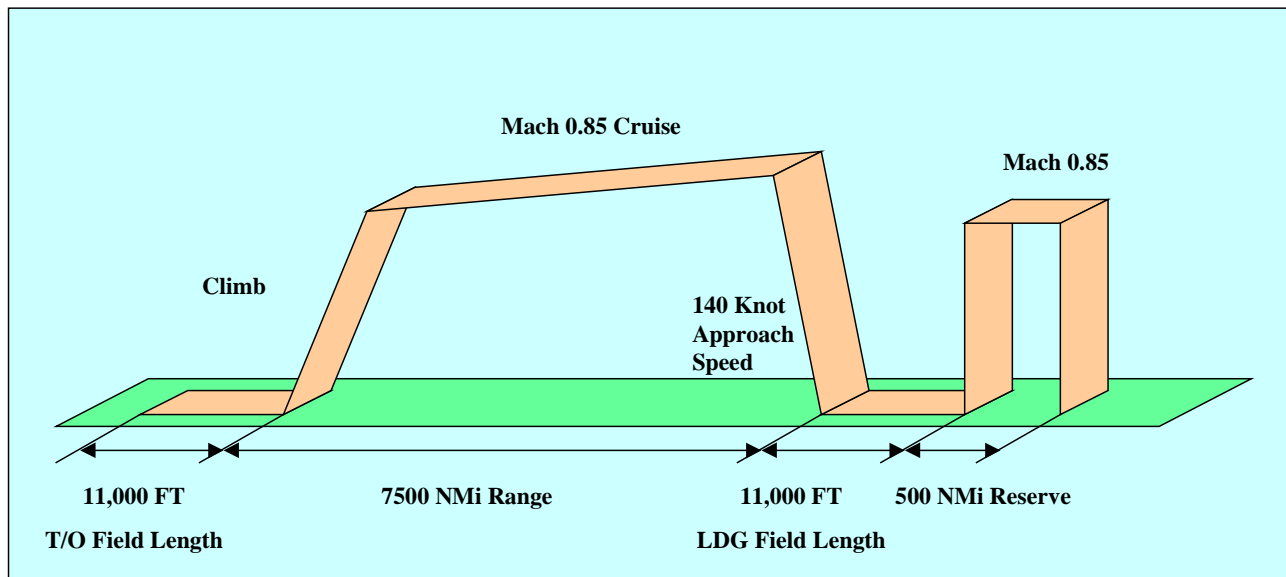 Mach 0.85 Cruise
Mach 0.85
Climb
140 Knot
Approach
Speed
11,000 FT
7500 NMi Range
11,000 FT
500 NMi Reserve
T/O Field Length
LDG Field Length